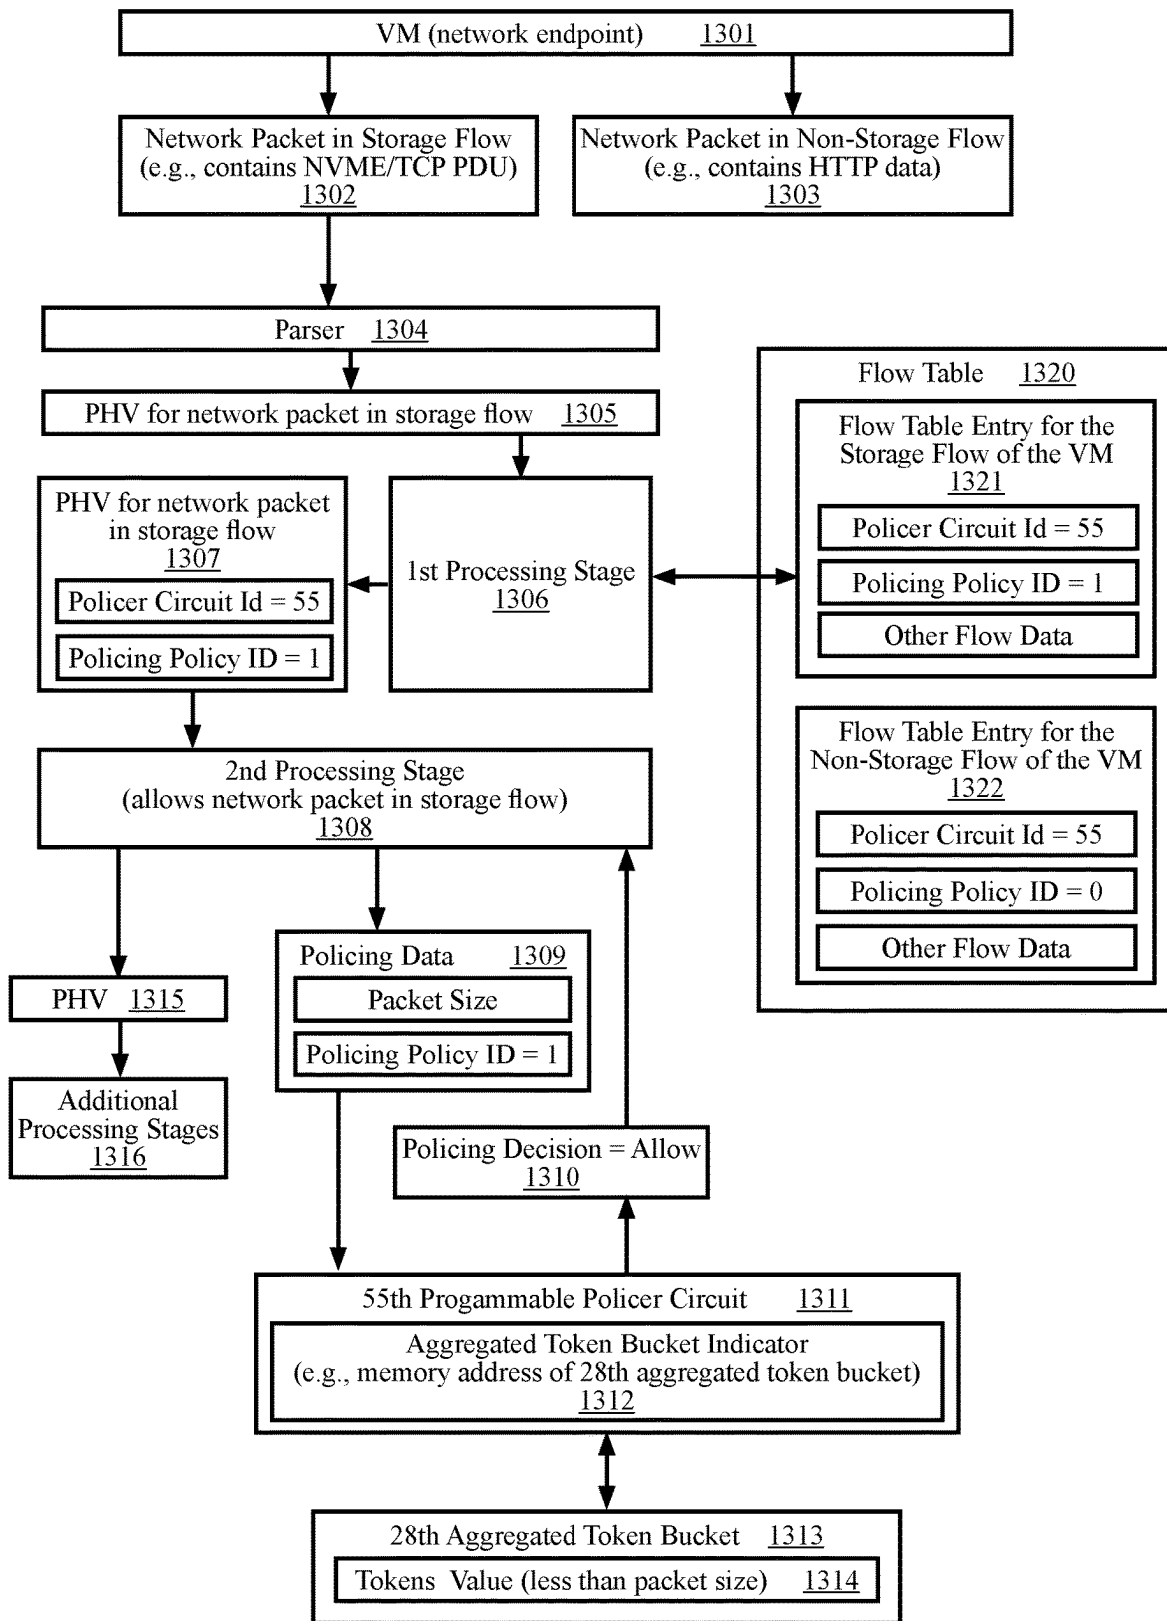 VM (network endpoint) 1301
Network Packet in Storage Flow
(e.g., contains NVME/TCP PDU)
1302
Network Packet in Non-Storage Flow
(e.g., contains HTTP data)
1303
Parser 1304
PHV for network packet in storage flow 1305
PHV for network packet
in storage flow
1307
Policer Circuit Id = 55
Policing Policy ID = 1
1st Processing Stage
1306
Flow Table 1320
Flow Table Entry for the
Storage Flow of the VM
1321
Policer Circuit Id = 55
Policing Policy ID = 1
Other Flow Data
Flow Table Entry for the
Non-Storage Flow of the VM
1322
Policer Circuit Id = 55
Policing Policy ID = 0
Other Flow Data
2nd Processing Stage
(allows network packet in storage flow)
1308
PHV 1315
Additional
Processing Stages
1316
Policing Data 1309
Packet Size
Policing Policy ID = 1
Policing Decision = Allow
1310
55th Progammable Policer Circuit 1311
Aggregated Token Bucket Indicator
(e.g., memory address of 28th aggregated token bucket)
1312
28th Aggregated Token Bucket 1313
Tokens Value (less than packet size) 1314